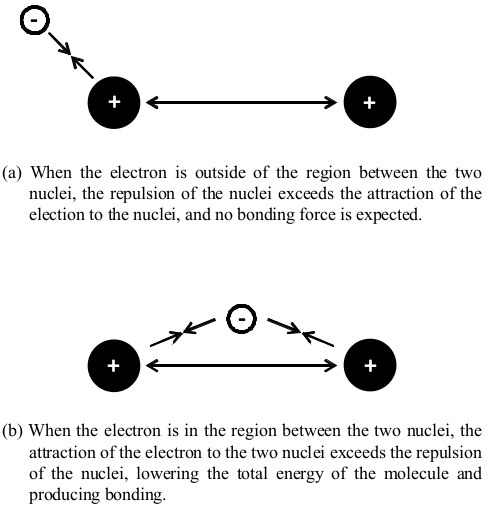 -
+
+
(a) When the electron is outside of the region between the two
nuclei, the repulsion of the nuclei exceeds the attraction of the
election to the nuclei, and no bonding force is expected.
-
+
+
(b) When the electron is in the region between the two nuclei, the
attraction of the electron to the two nuclei exceeds the repulsion
of the nuclei, lowering the total energy of the molecule and
producing bonding.